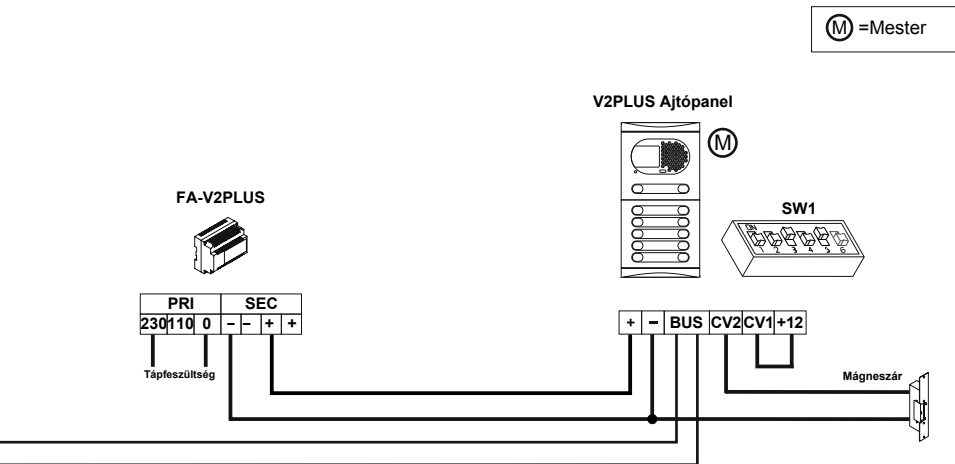 Ⓜ =Mester
V2PLUS Ajtópanel
Ⓜ
FA-V2PLUS
SW1
ON
1 2 3 4 5 6
PRI SEC
230 110 0 – – + +
+ – BUS CV2 CV1 +12
Tápfeszültség
Mágneszár